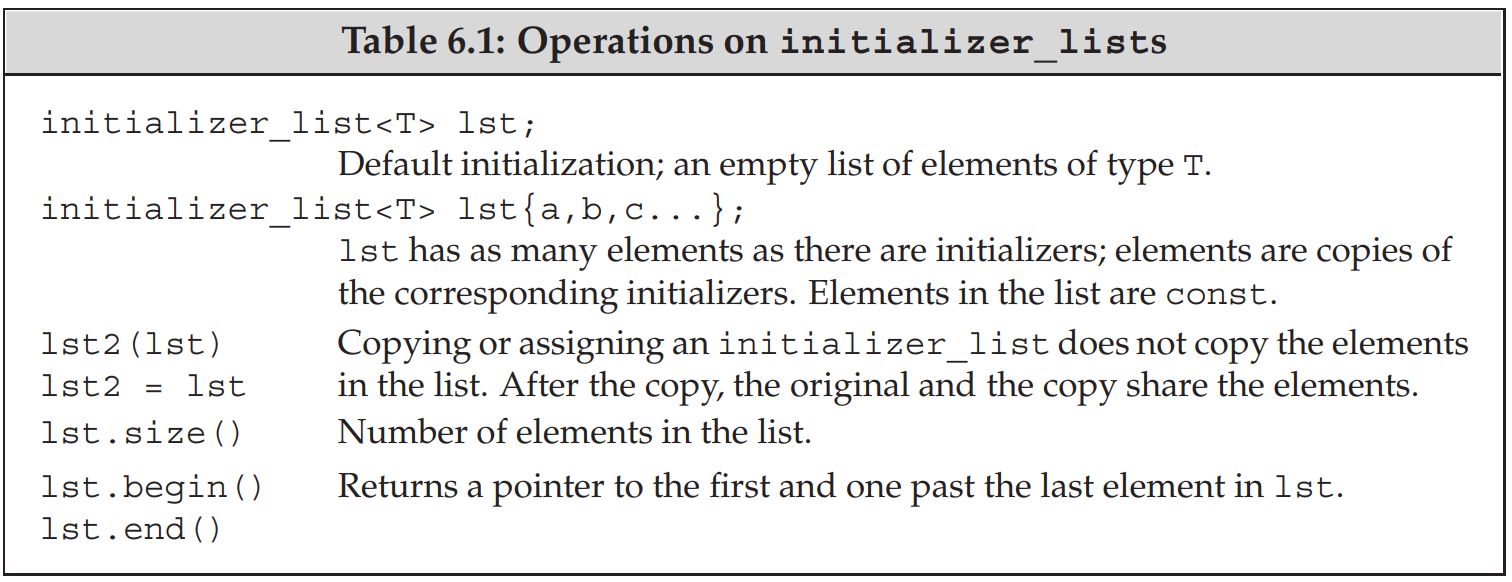 Table 6.1: Operations on initializer_lists
initializer_list<T> lst;
Default initialization; an empty list of elements of type T.
initializer_list<T> lst{a,b,c...};
lst has as many elements as there are initializers; elements are copies of
the corresponding initializers. Elements in the list are const.
lst2(lst) Copying or assigning an initializer_list does not copy the elements
lst2 = lst in the list. After the copy, the original and the copy share the elements.
lst.size() Number of elements in the list.
lst.begin() Returns a pointer to the first and one past the last element in lst.
lst.end()